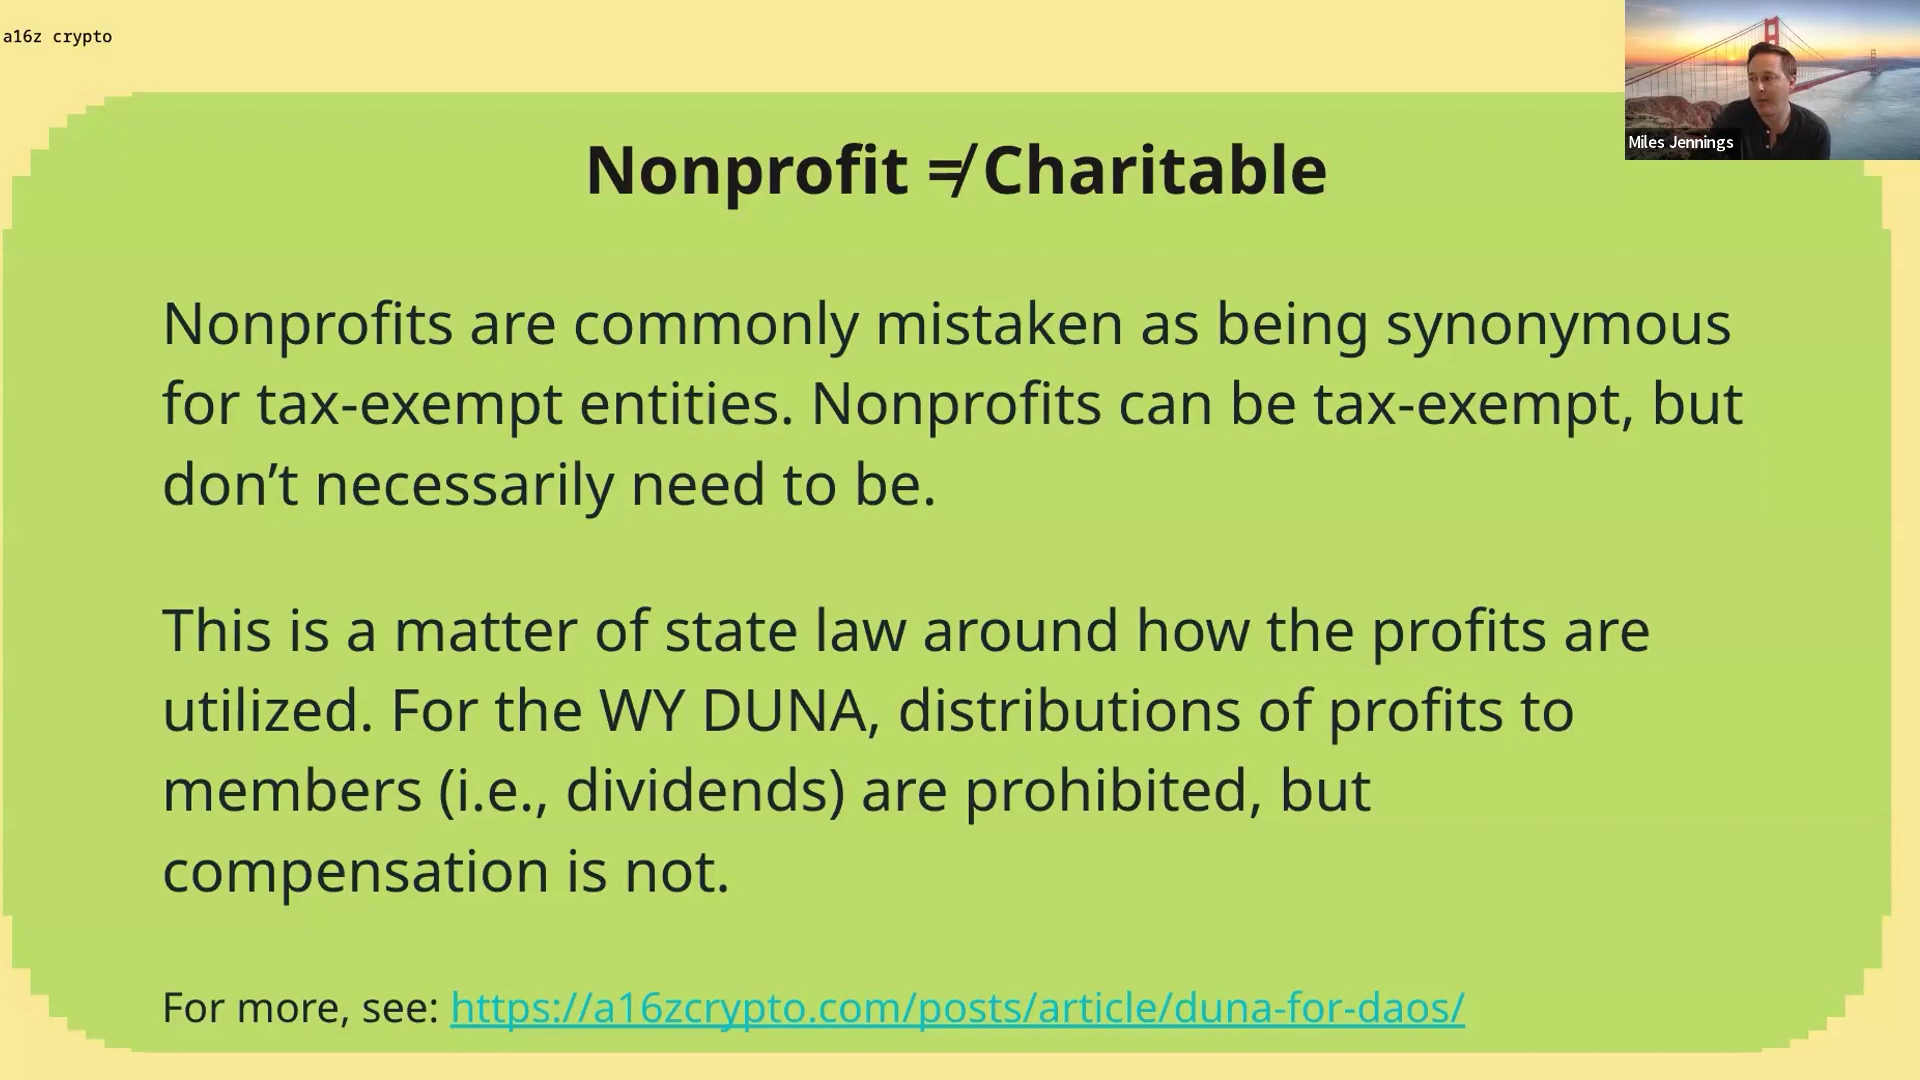 a16z crypto
Miles Jennings
Nonprofit ≠ Charitable
Nonprofits are commonly mistaken as being synonymous
for tax-exempt entities. Nonprofits can be tax-exempt, but
don’t necessarily need to be.
This is a matter of state law around how the profits are
utilized. For the WY DUNA, distributions of profits to
members (i.e., dividends) are prohibited, but
compensation is not.
For more, see: https://a16zcrypto.com/posts/article/duna-for-daos/